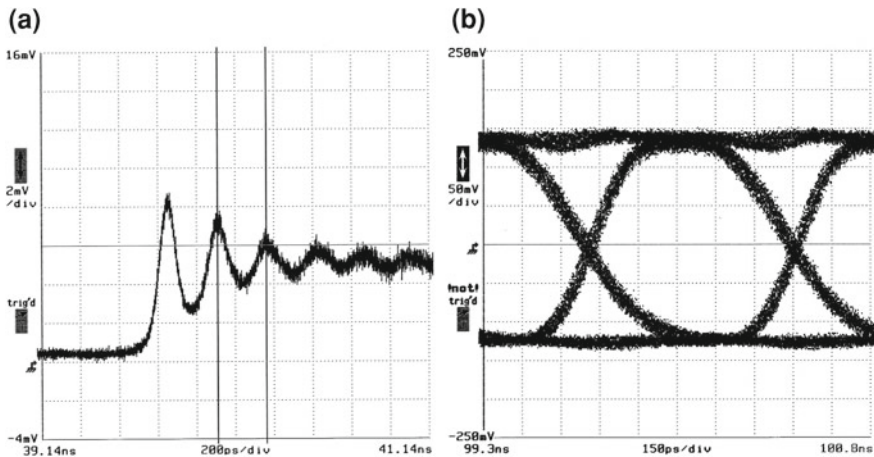 (a)
16mV
2mV
/div
trig'd
-4mV
39.14ns
200ps/div
41.14ns
(b)
250mV
50mV
/div
!not!
trig'd
-250mV
99.3ns
150ps/div
100.8ns